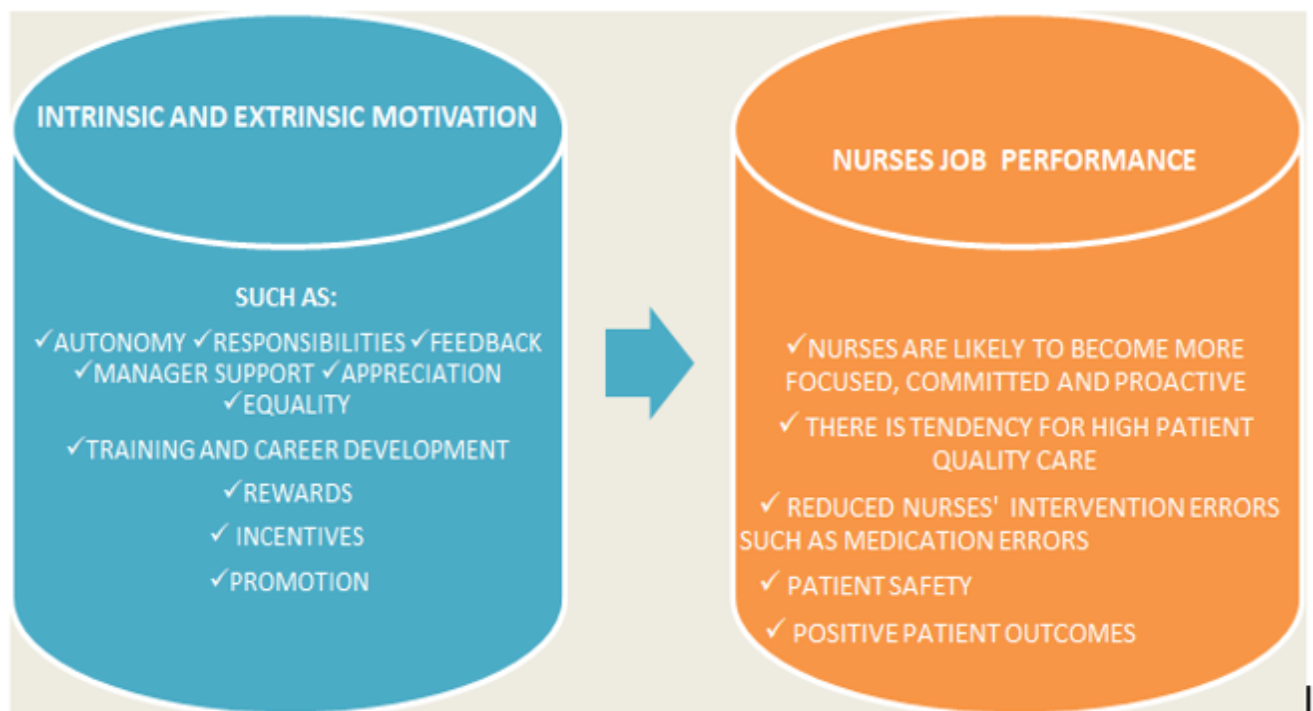 INTRINSIC AND EXTRINSIC MOTIVATION
SUCH AS:
✓AUTONOMY ✓RESPONSIBILITIES ✓FEEDBACK
✓MANAGER SUPPORT ✓APPRECIATION
✓EQUALITY
✓TRAINING AND CAREER DEVELOPMENT
✓REWARDS
✓ INCENTIVES
✓PROMOTION
NURSES JOB PERFORMANCE
✓NURSES ARE LIKELY TO BECOME MORE
FOCUSED, COMMITTED AND PROACTIVE
✓ THERE IS TENDENCY FOR HIGH PATIENT
QUALITY CARE
✓ REDUCED NURSES' INTERVENTION ERRORS
SUCH AS MEDICATION ERRORS
✓ PATIENT SAFETY
✓ POSITIVE PATIENT OUTCOMES